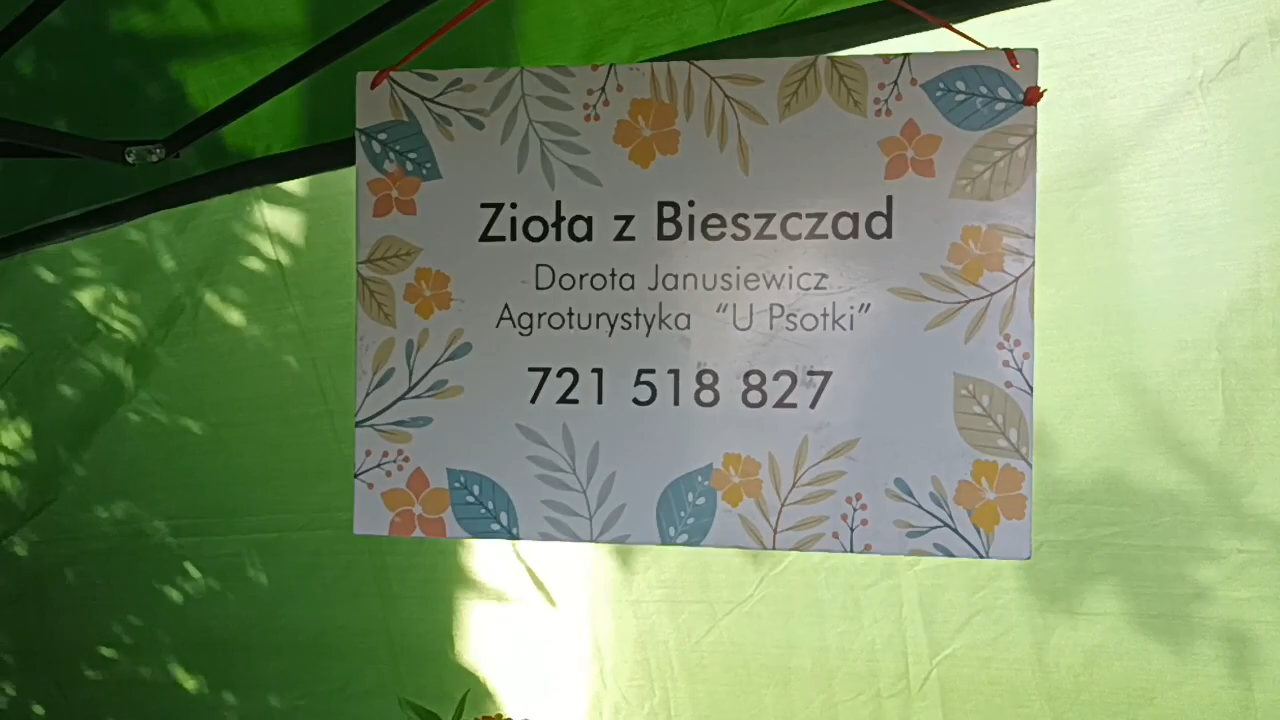 Zioła z Bieszczad
Dorota Janusiewicz
Agroturystyka “U Psotki”
721 518 827